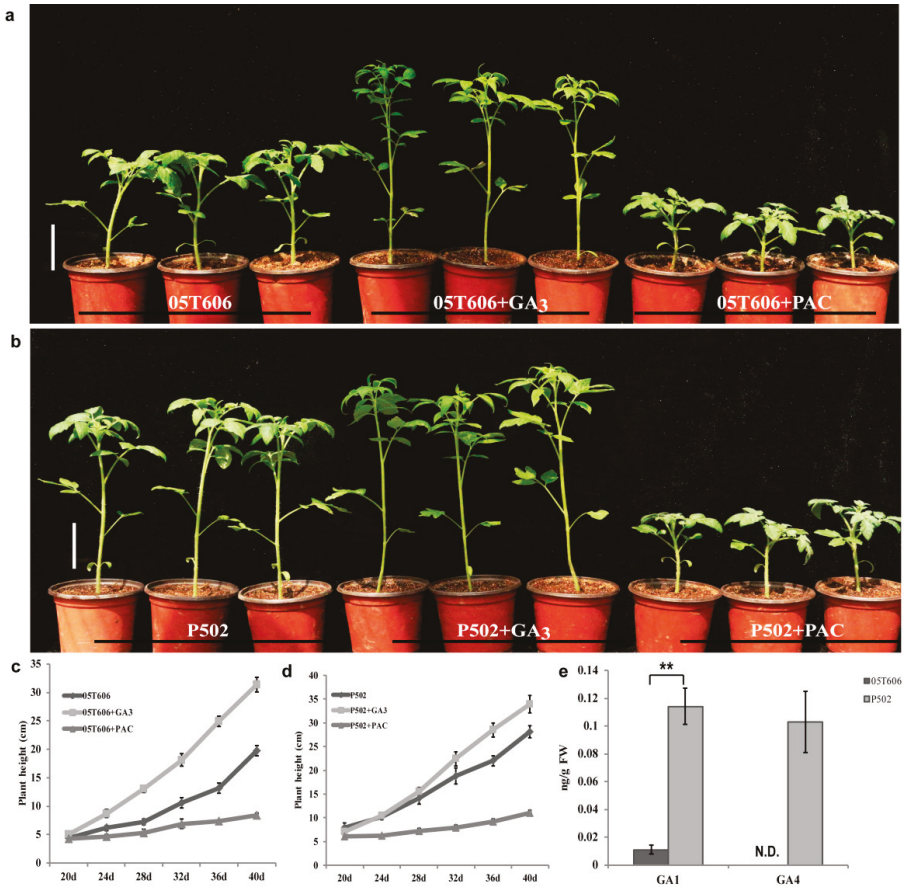 a
05T606
05T606+GA3
05T606+PAC
b
P502
P502+GA3
P502+PAC
c
35
30
25
20
15
10
5
0
Plant height (cm)
05T606
05T606+GA3
05T606+PAC
20d 24d 28d 32d 36d 40d
d
40
35
30
25
20
15
10
5
0
Plant height (cm)
P502
P502+GA3
P502+PAC
20d 24d 28d 32d 36d 40d
e
0.14
0.12
0.1
0.08
0.06
0.04
0.02
0
ng/g FW
**
N.D.
GA1 GA4
05T606
P502